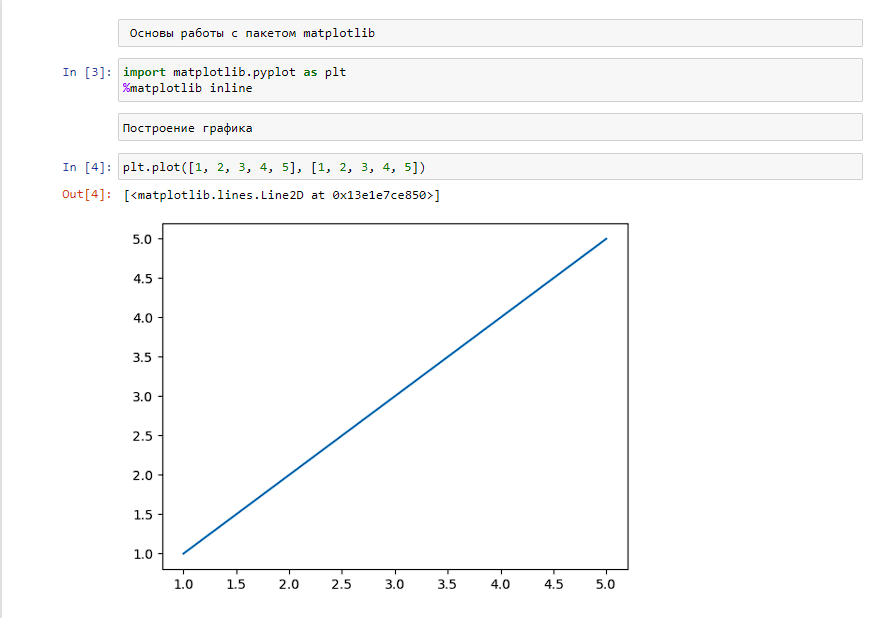 Основы работы с пакетом matplotlib
In [3]: import matplotlib.pyplot as plt
%matplotlib inline
Построение графика
In [4]: plt.plot([1, 2, 3, 4, 5], [1, 2, 3, 4, 5])
Out[4]: [<matplotlib.lines.Line2D at 0x13e1e7ce850>]
5.0
4.5
4.0
3.5
3.0
2.5
2.0
1.5
1.0
1.0 1.5 2.0 2.5 3.0 3.5 4.0 4.5 5.0